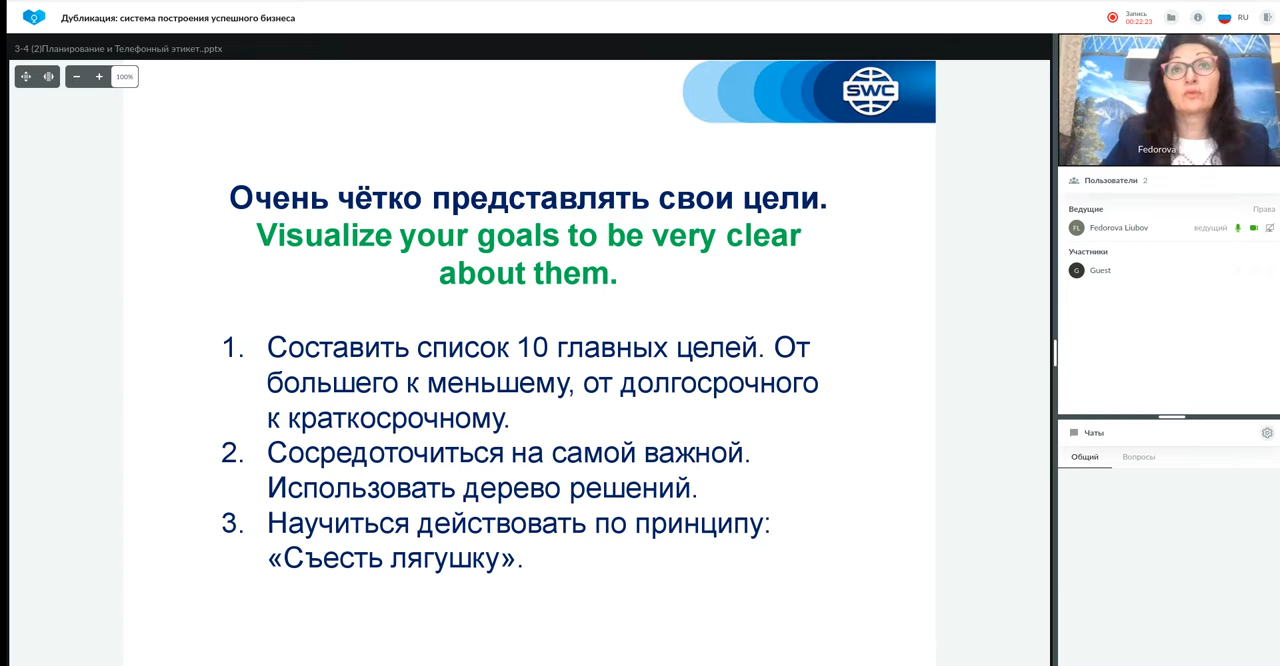 Дубликация: система построения успешного бизнеса
Запись
00:22:23
RU
3-4 (2)Планирование и Телефонный этикет..pptx
100%
SWC
Очень чётко представлять свои цели.
Visualize your goals to be very clear
about them.
1. Составить список 10 главных целей. От
большего к меньшему, от долгосрочного
к краткосрочному.
2. Сосредоточиться на самой важной.
Использовать дерево решений.
3. Научиться действовать по принципу:
«Съесть лягушку».
Fedorova
Пользователи 2
Ведущие Права
FL Fedorova Liubov ведущий
Участники
G Guest
Чаты
Общий Вопросы